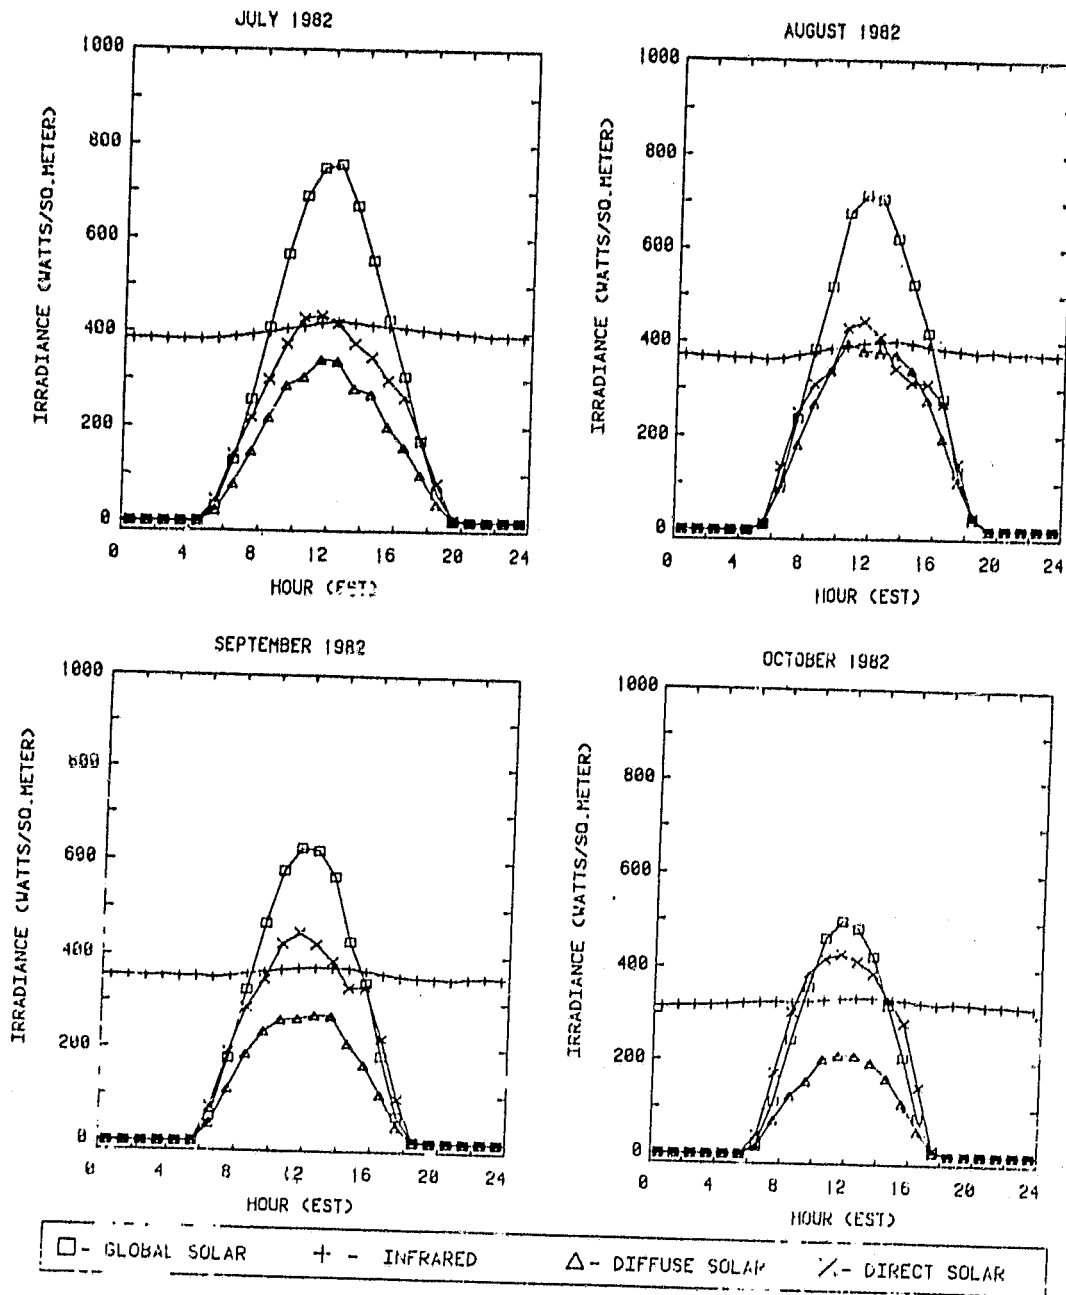 JULY 1982
1000
800
600
400
200
0
IRRADIANCE (WATTS/SQ.METER)
0 4 8 12 16 20 24
HOUR (EST)
AUGUST 1982
1000
800
600
400
200
0
IRRADIANCE (WATTS/SQ.METER)
0 4 8 12 16 20 24
HOUR (EST)
SEPTEMBER 1982
1000
800
600
400
200
0
IRRADIANCE (WATTS/SQ.METER)
0 4 8 12 16 20 24
HOUR (EST)
OCTOBER 1982
1000
800
600
400
200
0
IRRADIANCE (WATTS/SQ.METER)
0 4 8 12 16 20 24
HOUR (EST)
□ - GLOBAL SOLAR + - INFRARED △ - DIFFUSE SOLAR ⁒ - DIRECT SOLAR